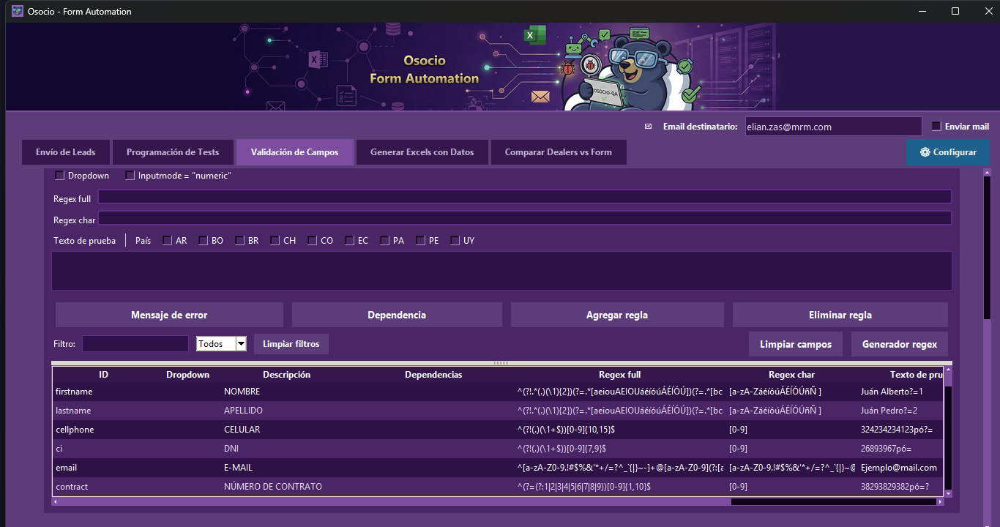 Osocio - Form Automation
Osocio
Form Automation
OSOCIO-QA
Email destinatario: elian.zas@mrm.com Enviar mail
Envío de Leads Programación de Tests Validación de Campos Generar Excels con Datos Comparar Dealers vs Form Configurar
Dropdown Inputmode = "numeric"
Regex full
Regex char
Texto de prueba País AR BO BR CH CO EC PA PE UY
Mensaje de error Dependencia Agregar regla Eliminar regla
Filtro: Todos Limpiar filtros Limpiar campos Generador regex
ID Dropdown Descripción Dependencias Regex full Regex char Texto de pru
firstname NOMBRE ^(?!.*(.)(\1){2})(?=.*[aeiouAEIOUáéíóúÁÉÍÓÚ])(?=.*[bc [a-zA-ZáéíóúÁÉÍÓÚñÑ ] Juán Alberto?=1
lastname APELLIDO ^(?!.*(.)(\1){2})(?=.*[aeiouAEIOUáéíóúÁÉÍÓÚ])(?=.*[bc [a-zA-ZáéíóúÁÉÍÓÚñÑ ] Juán Pedro?=2
cellphone CELULAR ^(?!(.)(\1+$))[0-9]{10,15}$ [0-9] 324234234123pó?=
ci DNI ^(?!(.)(\1+$))[0-9]{7,9}$ [0-9] 26893967pó=
email E-MAIL ^[a-zA-Z0-9.!#$%&'*+/=?^_`{|}~-]+@[a-zA-Z0-9](?:[a [a-zA-Z0-9.!#$%&'*+/=?^_`{|}~@ Ejemplo@mail.com
contract NÚMERO DE CONTRATO ^(?=(?:1|2|3|4|5|6|7|8|9))[0-9]{1,10}$ [0-9] 38293829382pó=?